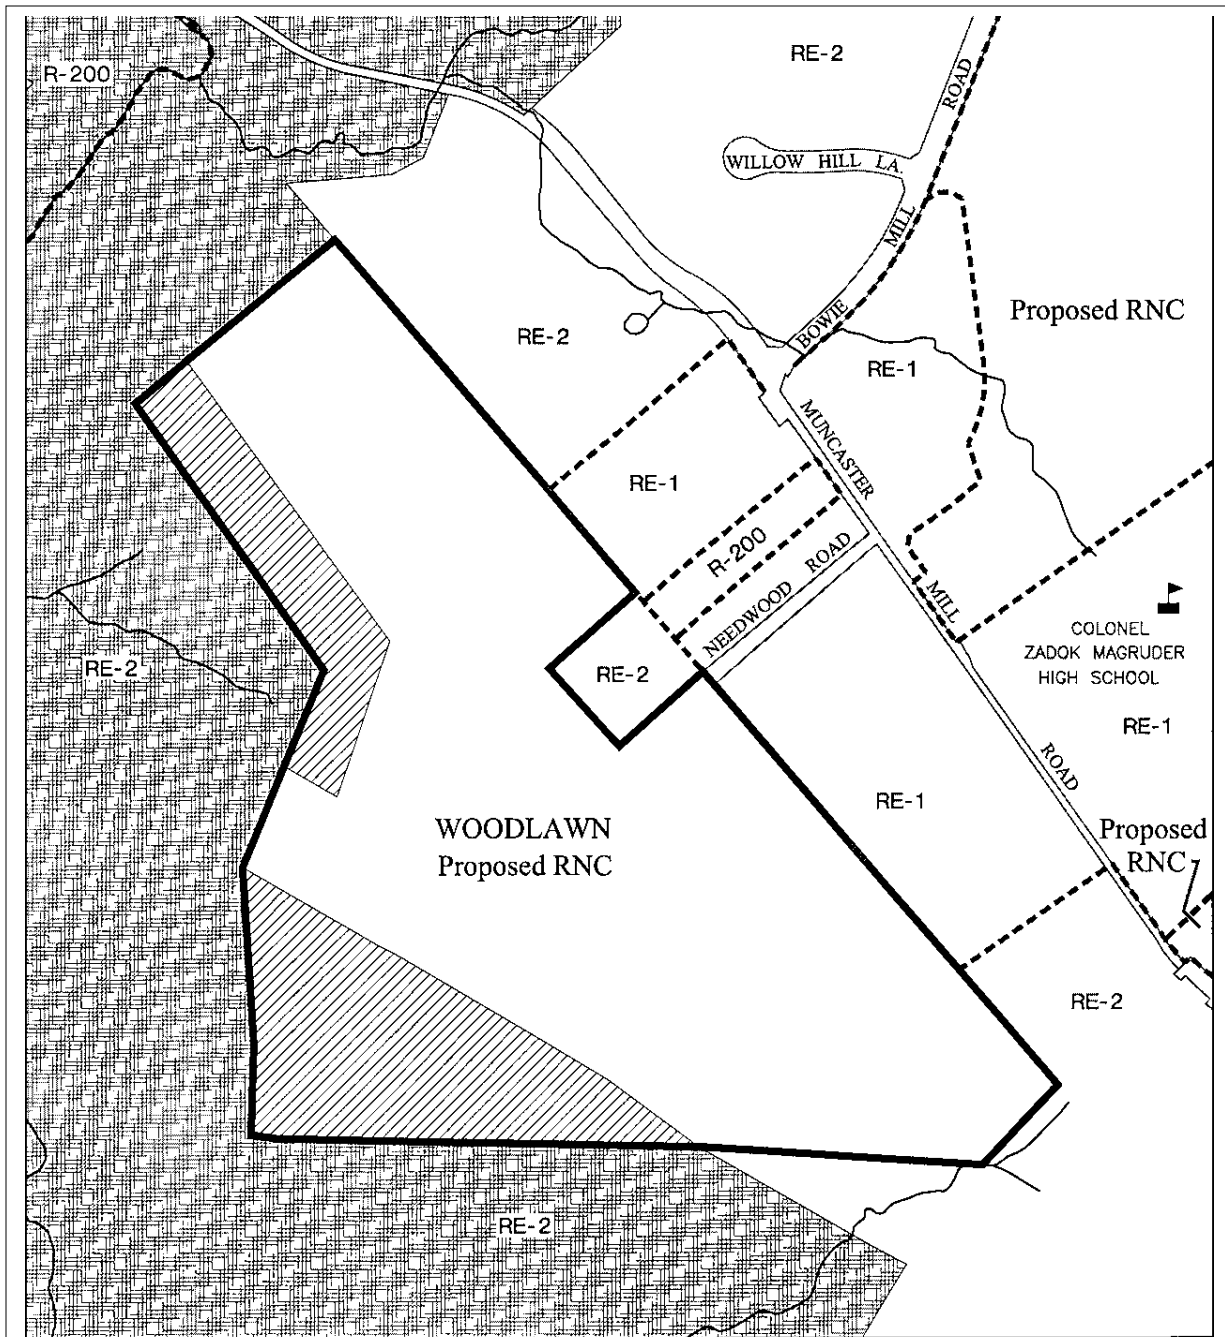 RE-2
R-200
ROAD
WILLOW HILL LA.
MILL
Proposed RNC
BOWIE
RE-2
RE-1
MUNCASTER
RE-1
R-200
NEEDWOOD ROAD
MILL
COLONEL
ZADOK MAGRUDER
HIGH SCHOOL
RE-2
RE-2
RE-1
ROAD
RE-1
WOODLAWN
Proposed RNC
Proposed
RNC
RE-2
RE-2